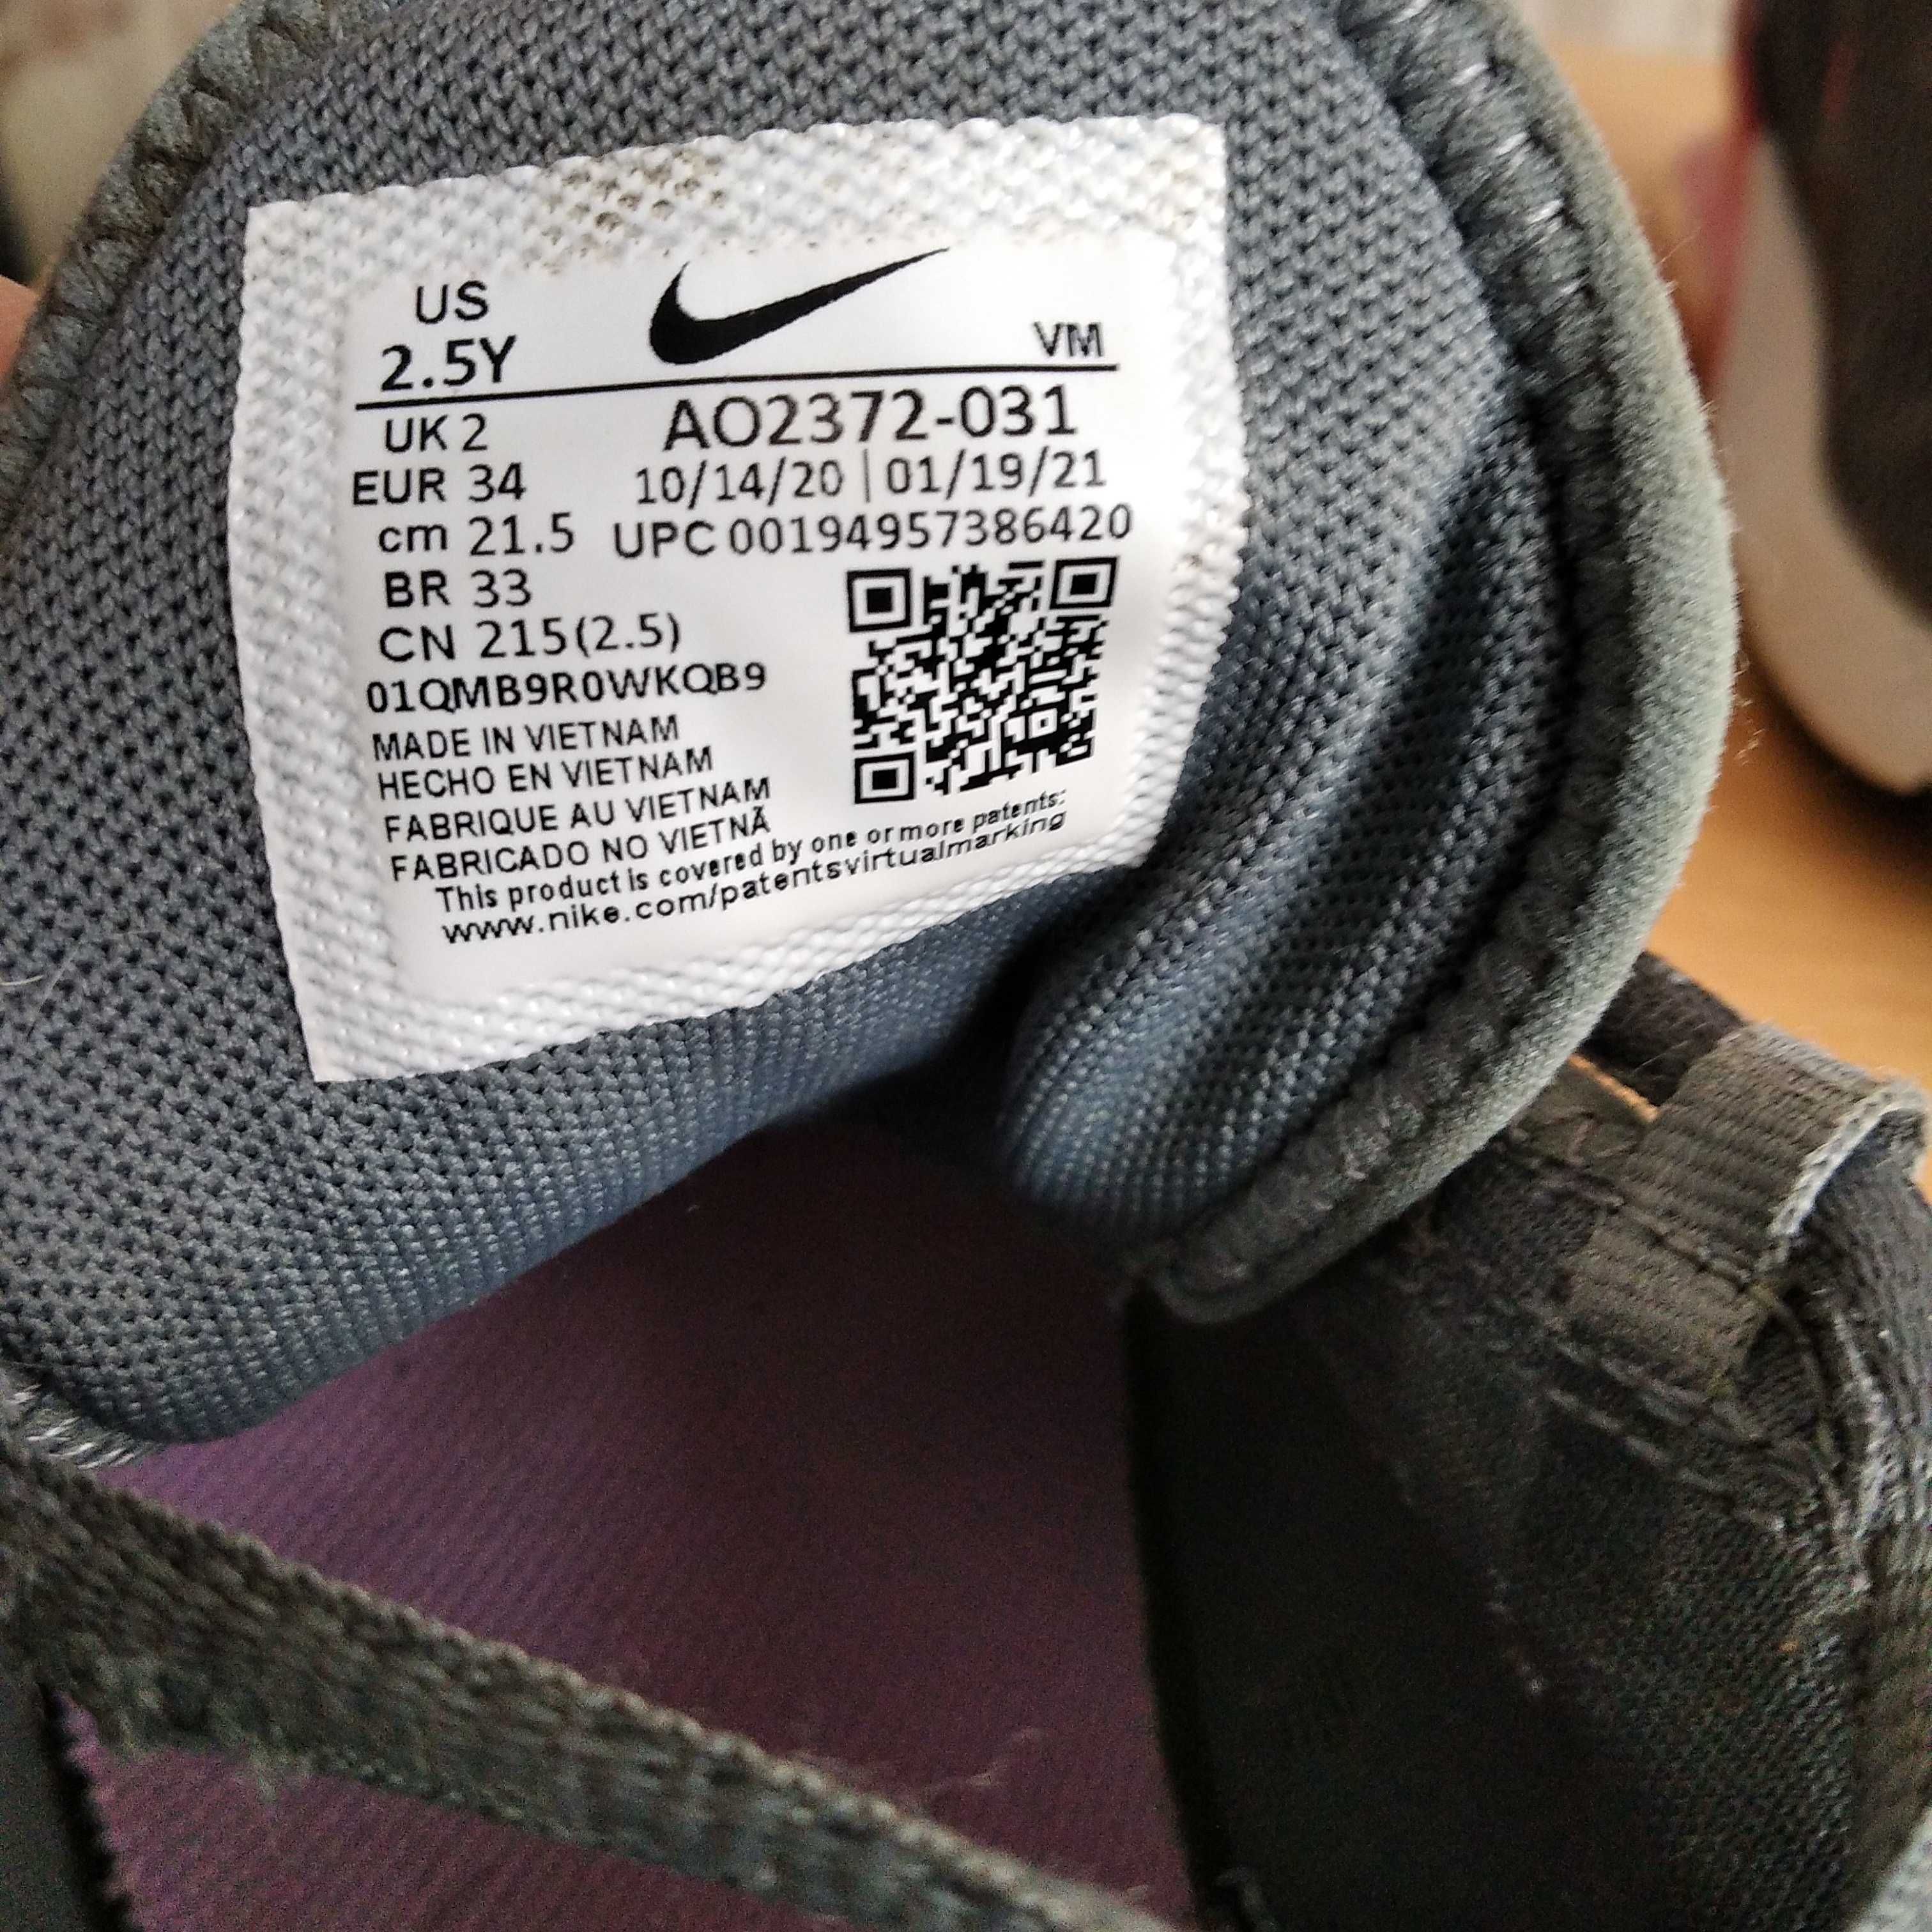 US
2.5Y
VM
UK 2
AO2372-031
EUR 34
10/14/20 | 01/19/21
cm 21.5
UPC 00194957386420
BR 33
CN 215(2.5)
01QMB9R0WKQB9
MADE IN VIETNAM
HECHO EN VIETNAM
FABRIQUE AU VIETNAM
FABRICADO NO VIETNÃ
This product is covered by one or more patents:
www.nike.com/patentsvirtualmarking